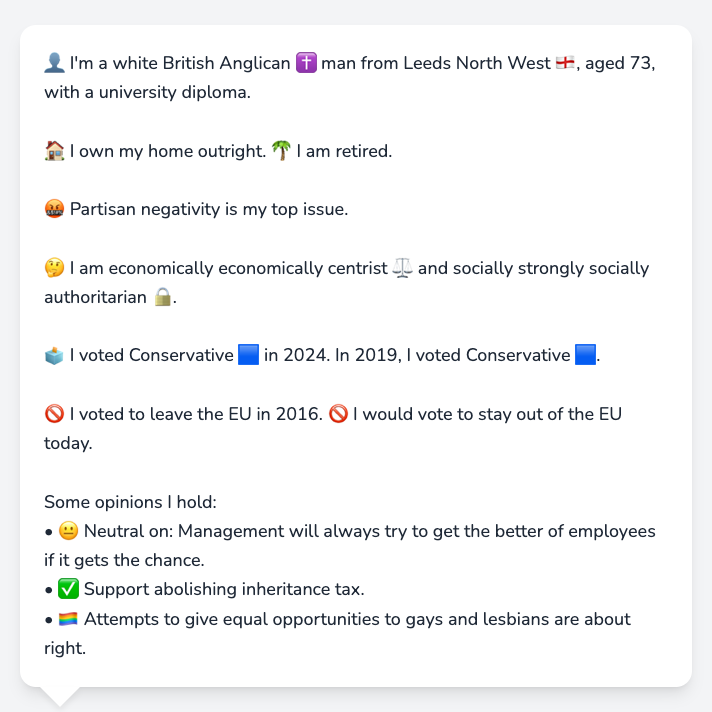 👤 I'm a white British Anglican ✝️ man from Leeds North West 🏴󠁧󠁢󠁥󠁮󠁧󠁿, aged 73,
with a university diploma.
🏠 I own my home outright. 🌴 I am retired.
🤬 Partisan negativity is my top issue.
🤔 I am economically economically centrist ⚖️ and socially strongly socially
authoritarian 🔒.
🗳️ I voted Conservative 🟦 in 2024. In 2019, I voted Conservative 🟦.
🚫 I voted to leave the EU in 2016. 🚫 I would vote to stay out of the EU
today.
Some opinions I hold:
• 😐 Neutral on: Management will always try to get the better of employees
if it gets the chance.
• ✅ Support abolishing inheritance tax.
• 🏳️‍🌈 Attempts to give equal opportunities to gays and lesbians are about
right.